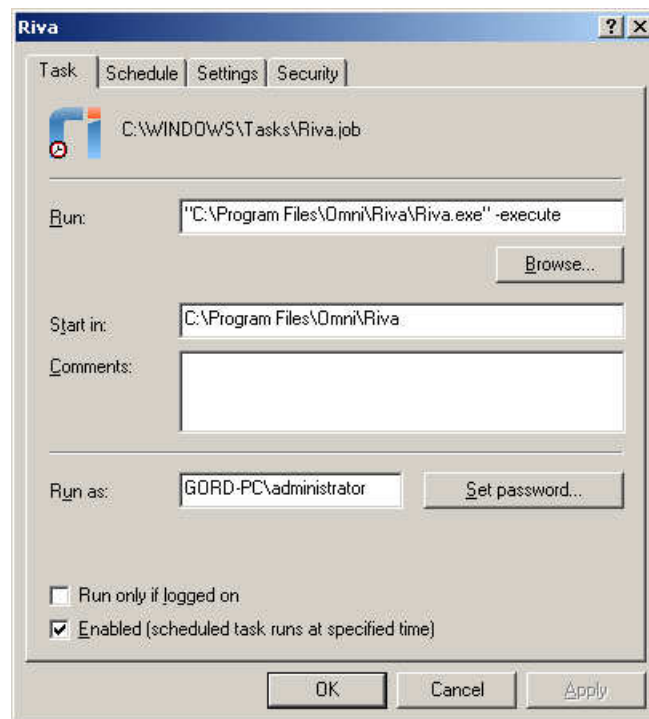 Riva
Task Schedule Settings Security
C:\WINDOWS\Tasks\Riva.job
Run: "C:\Program Files\Omni\Riva\Riva.exe" -execute
Browse...
Start in: C:\Program Files\Omni\Riva
Comments:
Run as: GORD-PC\administrator Set password...
Run only if logged on
Enabled (scheduled task runs at specified time)
OK Cancel Apply